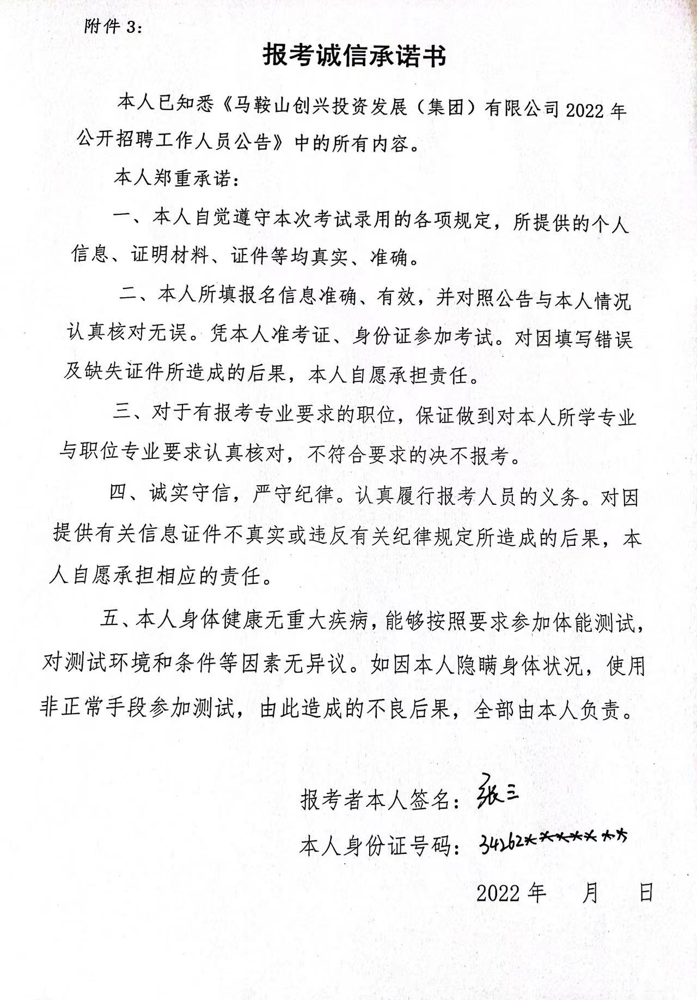 附件 3：
报考诚信承诺书
本人已知悉《马鞍山创兴投资发展（集团）有限公司 2022 年
公开招聘工作人员公告》中的所有内容。
本人郑重承诺：
一、本人自觉遵守本次考试录用的各项规定，所提供的个人
信息、证明材料、证件等均真实、准确。
二、本人所填报名信息准确、有效，并对照公告与本人情况
认真核对无误。凭本人准考证、身份证参加考试。对因填写错误
及缺失证件所造成的后果，本人自愿承担责任。
三、对于有报考专业要求的职位，保证做到对本人所学专业
与职位专业要求认真核对，不符合要求的决不报考。
四、诚实守信，严守纪律。认真履行报考人员的义务。对因
提供有关信息证件不真实或违反有关纪律规定所造成的后果，本
人自愿承担相应的责任。
五、本人身体健康无重大疾病，能够按照要求参加体能测试，
对测试环境和条件等因素无异议。如因本人隐瞒身体状况，使用
非正常手段参加测试，由此造成的不良后果，全部由本人负责。
报考者本人签名：张三
本人身份证号码：34262********
2022 年 月 日